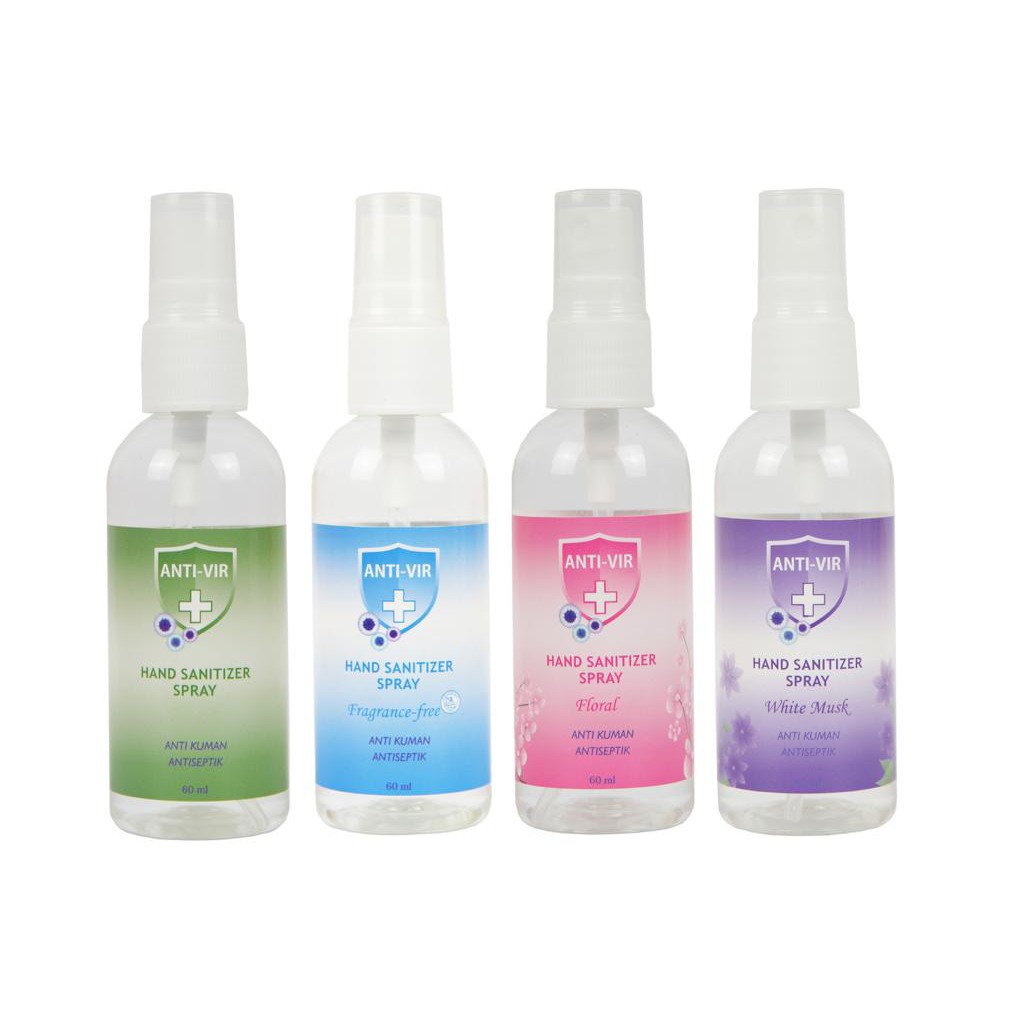 ANTI-VIR
HAND SANITIZER
SPRAY
ANTI KUMAN
ANTISEPTIK
60 ml
ANTI-VIR
HAND SANITIZER
SPRAY
Fragrance-free
ANTI KUMAN
ANTISEPTIK
60 ml
ANTI-VIR
HAND SANITIZER
SPRAY
Floral
ANTI KUMAN
ANTISEPTIK
60 ml
ANTI-VIR
HAND SANITIZER
SPRAY
White Musk
ANTI KUMAN
ANTISEPTIK
60 ml